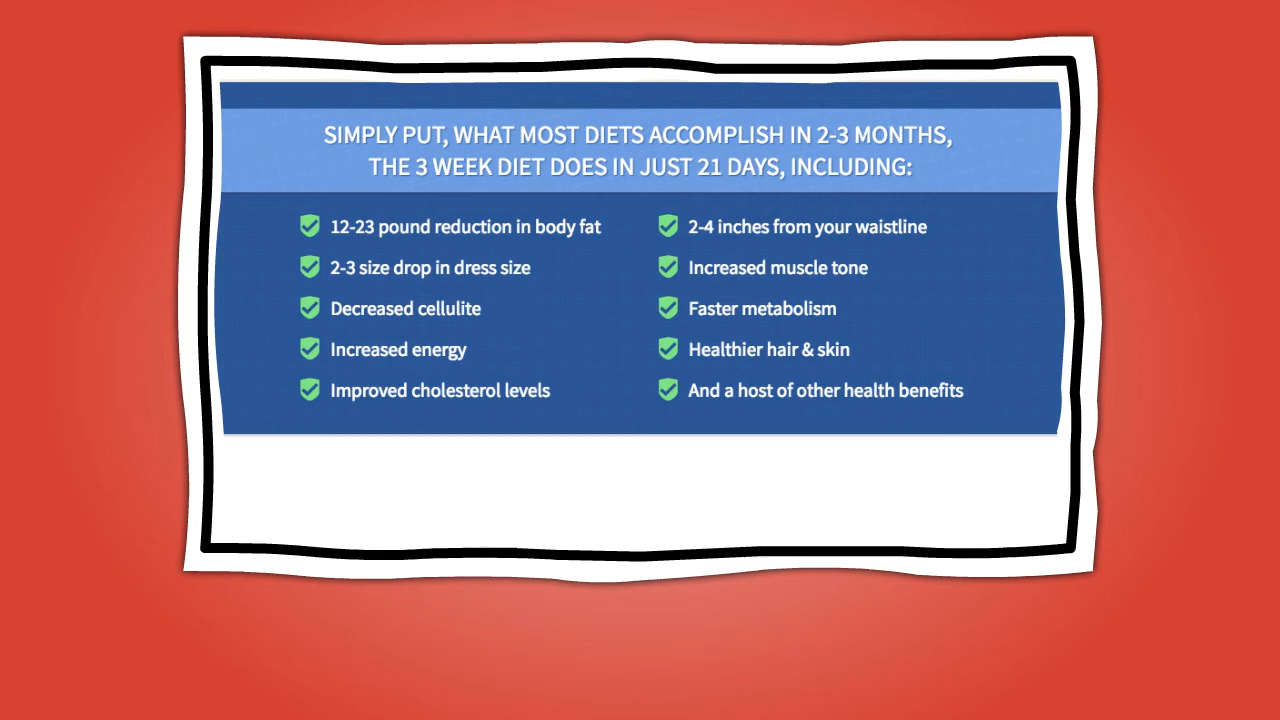 SIMPLY PUT, WHAT MOST DIETS ACCOMPLISH IN 2-3 MONTHS,
THE 3 WEEK DIET DOES IN JUST 21 DAYS, INCLUDING:
12-23 pound reduction in body fat
2-3 size drop in dress size
Decreased cellulite
Increased energy
Improved cholesterol levels
2-4 inches from your waistline
Increased muscle tone
Faster metabolism
Healthier hair & skin
And a host of other health benefits